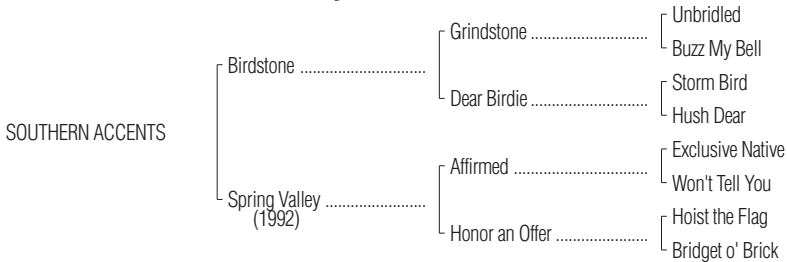 Unbridled
Grindstone ............................
Buzz My Bell
Birdstone ..............................
Storm Bird
Dear Birdie ............................
Hush Dear
SOUTHERN ACCENTS
Exclusive Native
Affirmed ................................
Won't Tell You
Spring Valley ........................
(1992)
Hoist the Flag
Honor an Offer ......................
Bridget o' Brick